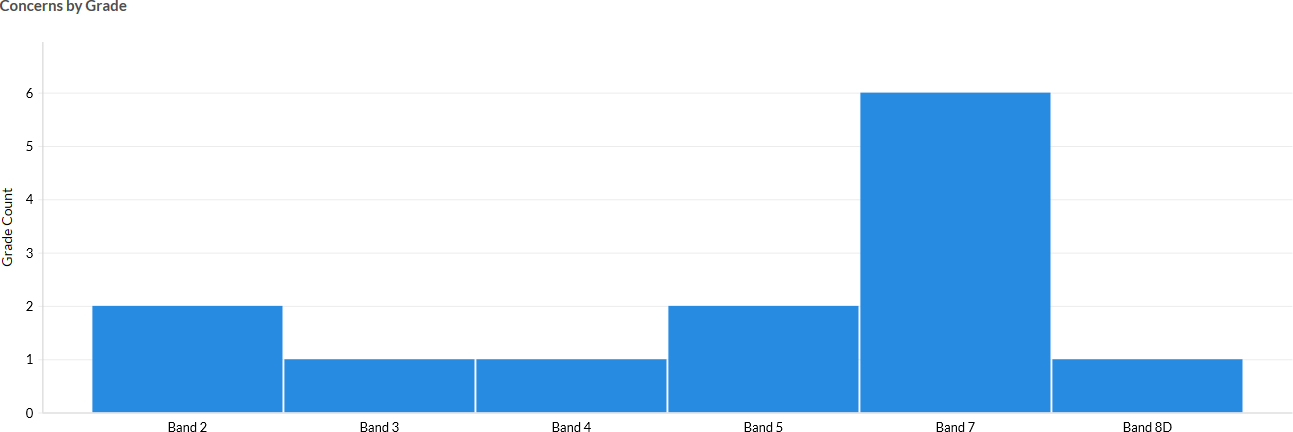 Concerns by Grade
Grade Count
6
5
4
3
2
1
0
Band 2
Band 3
Band 4
Band 5
Band 7
Band 8D